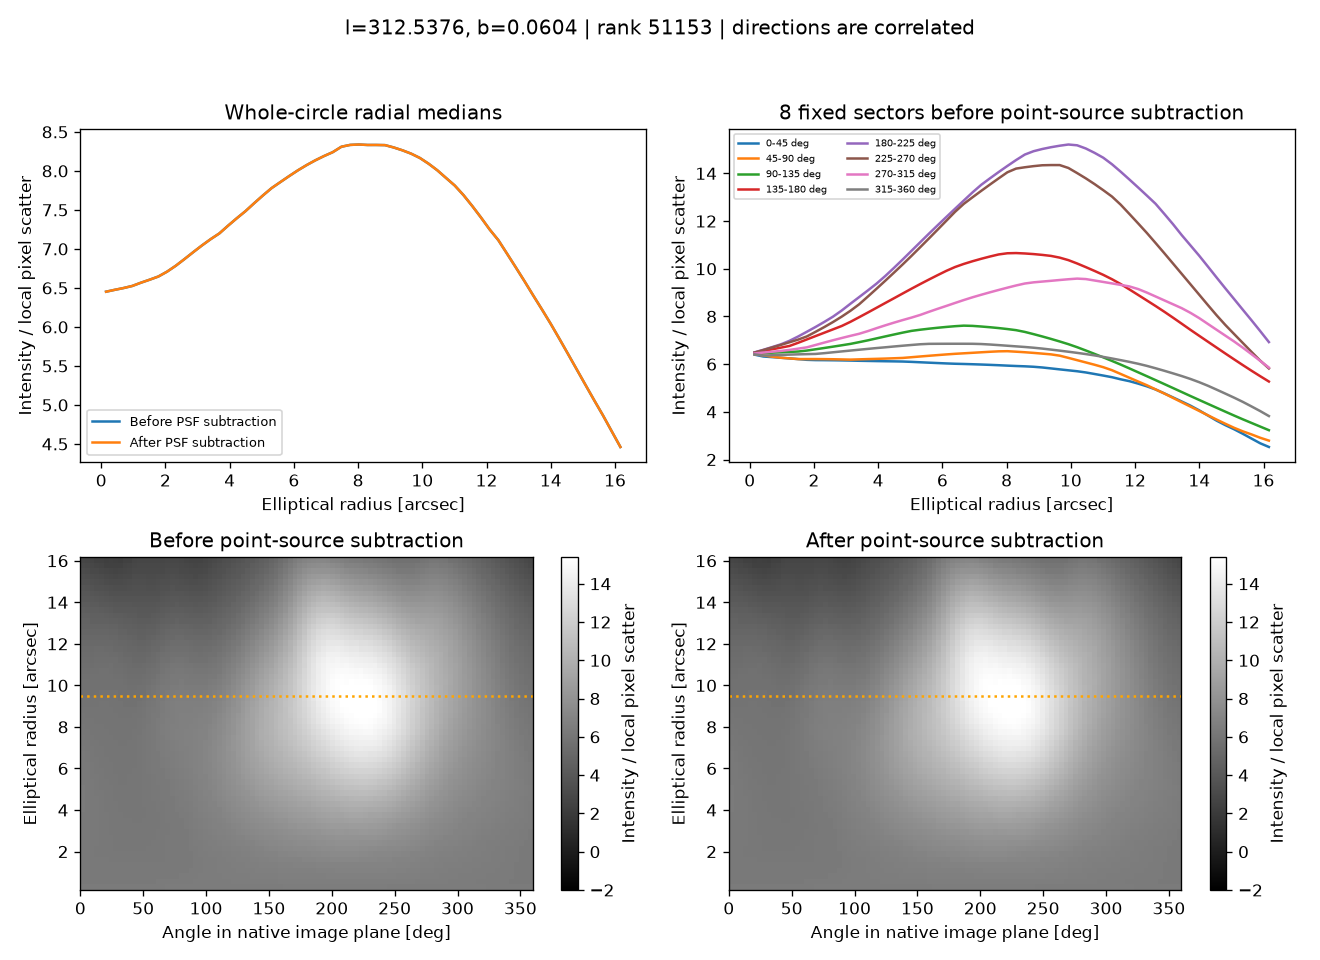 l=312.5376, b=0.0604 | rank 51153 | directions are correlated
Whole-circle radial medians
8.5
8.0
7.5
7.0
6.5
6.0
5.5
5.0
4.5
Intensity / local pixel scatter
Before PSF subtraction
After PSF subtraction
0 2 4 6 8 10 12 14 16
Elliptical radius [arcsec]
8 fixed sectors before point-source subtraction
0-45 deg
45-90 deg
90-135 deg
135-180 deg
180-225 deg
225-270 deg
270-315 deg
315-360 deg
14
12
10
8
6
4
2
Intensity / local pixel scatter
0 2 4 6 8 10 12 14 16
Elliptical radius [arcsec]
Before point-source subtraction
16
14
12
10
8
6
4
2
Elliptical radius [arcsec]
0 50 100 150 200 250 300 350
Angle in native image plane [deg]
14
12
10
8
6
4
2
0
−2
Intensity / local pixel scatter
After point-source subtraction
16
14
12
10
8
6
4
2
Elliptical radius [arcsec]
0 50 100 150 200 250 300 350
Angle in native image plane [deg]
14
12
10
8
6
4
2
0
−2
Intensity / local pixel scatter